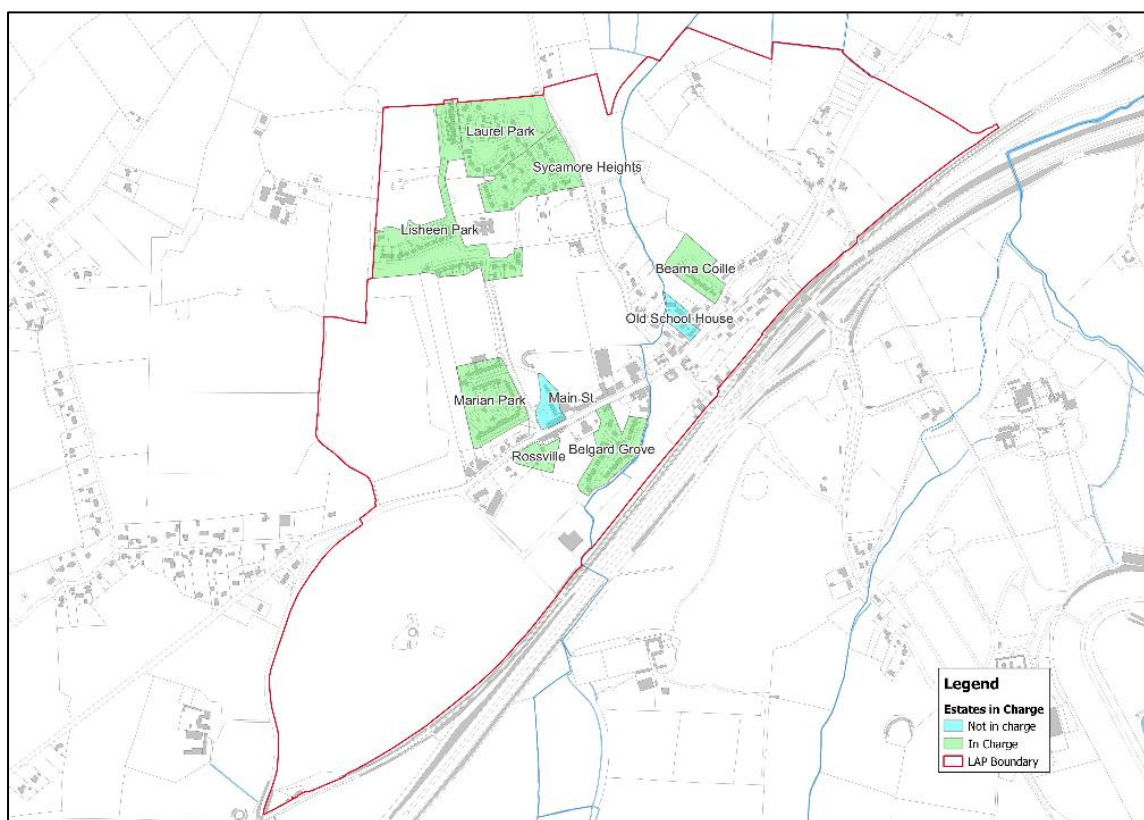 Laurel Park
Sycamore Heights
Lisheen Park
Bearna Coille
Old School House
Marian Park
Main St.
Rossville
Belgard Grove
Legend
Estates in Charge
Not in charge
In Charge
LAP Boundary